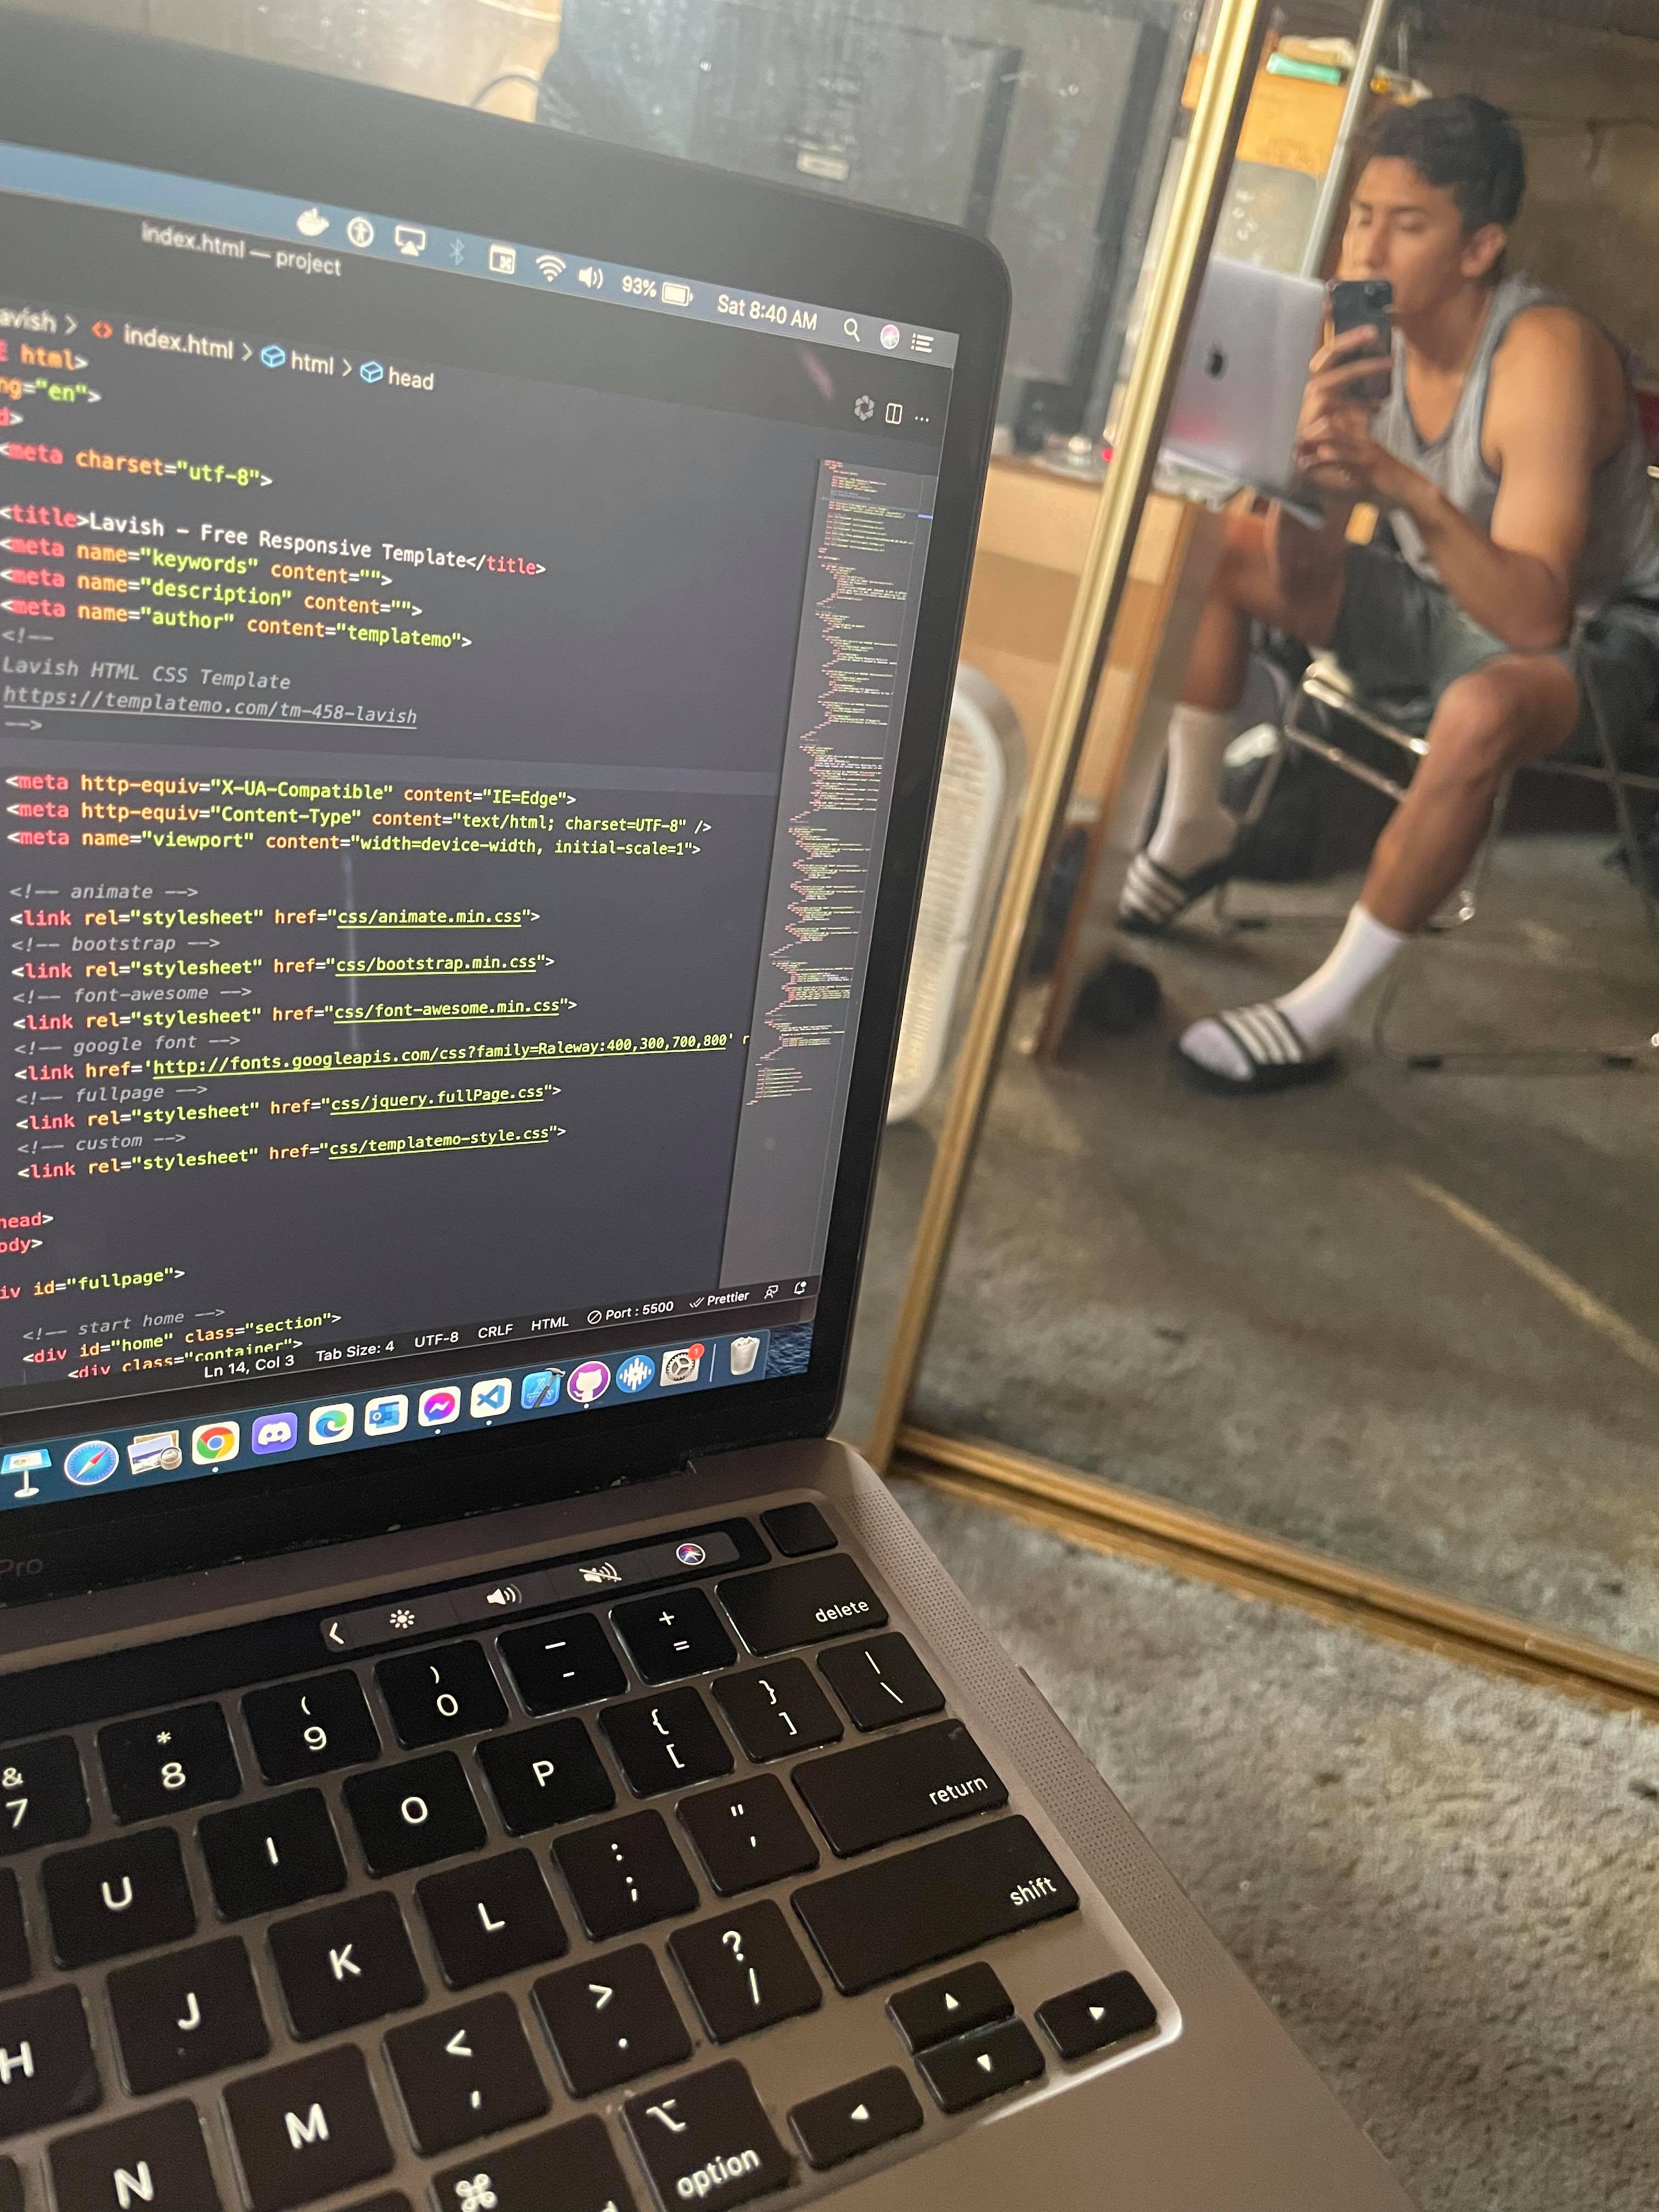 93% Sat 8:40 AM
index.html — project
avish > index.html > html > head
E html>
ng="en">
d>
<meta charset="utf-8">
<title>Lavish - Free Responsive Template</title>
<meta name="keywords" content="">
<meta name="description" content="">
<meta name="author" content="templatemo">
<!--
Lavish HTML CSS Template
https://templatemo.com/tm-458-lavish
-->
<meta http-equiv="X-UA-Compatible" content="IE=Edge">
<meta http-equiv="Content-Type" content="text/html; charset=UTF-8" />
<meta name="viewport" content="width=device-width, initial-scale=1">
<!-- animate -->
<link rel="stylesheet" href="css/animate.min.css">
<!-- bootstrap -->
<link rel="stylesheet" href="css/bootstrap.min.css">
<!-- font-awesome -->
<link rel="stylesheet" href="css/font-awesome.min.css">
<!-- google font -->
<link href='http://fonts.googleapis.com/css?family=Raleway:400,300,700,800' r
<!-- fullpage -->
<link rel="stylesheet" href="css/jquery.fullPage.css">
<!-- custom -->
<link rel="stylesheet" href="css/templatemo-style.css">
head>
ody>
iv id="fullpage">
<!-- start home -->
<div id="home" class="section">
<div class="container">
Ln 14, Col 3 Tab Size: 4 UTF-8 CRLF HTML Port : 5500 Prettier
1
Pro
delete
& * ( ) — +
7 8 9 0 - =
U I O P { [ } ] | \
return
H J K L : ; " '
shift
N M < , > . ? /
⌘ ⌥ option